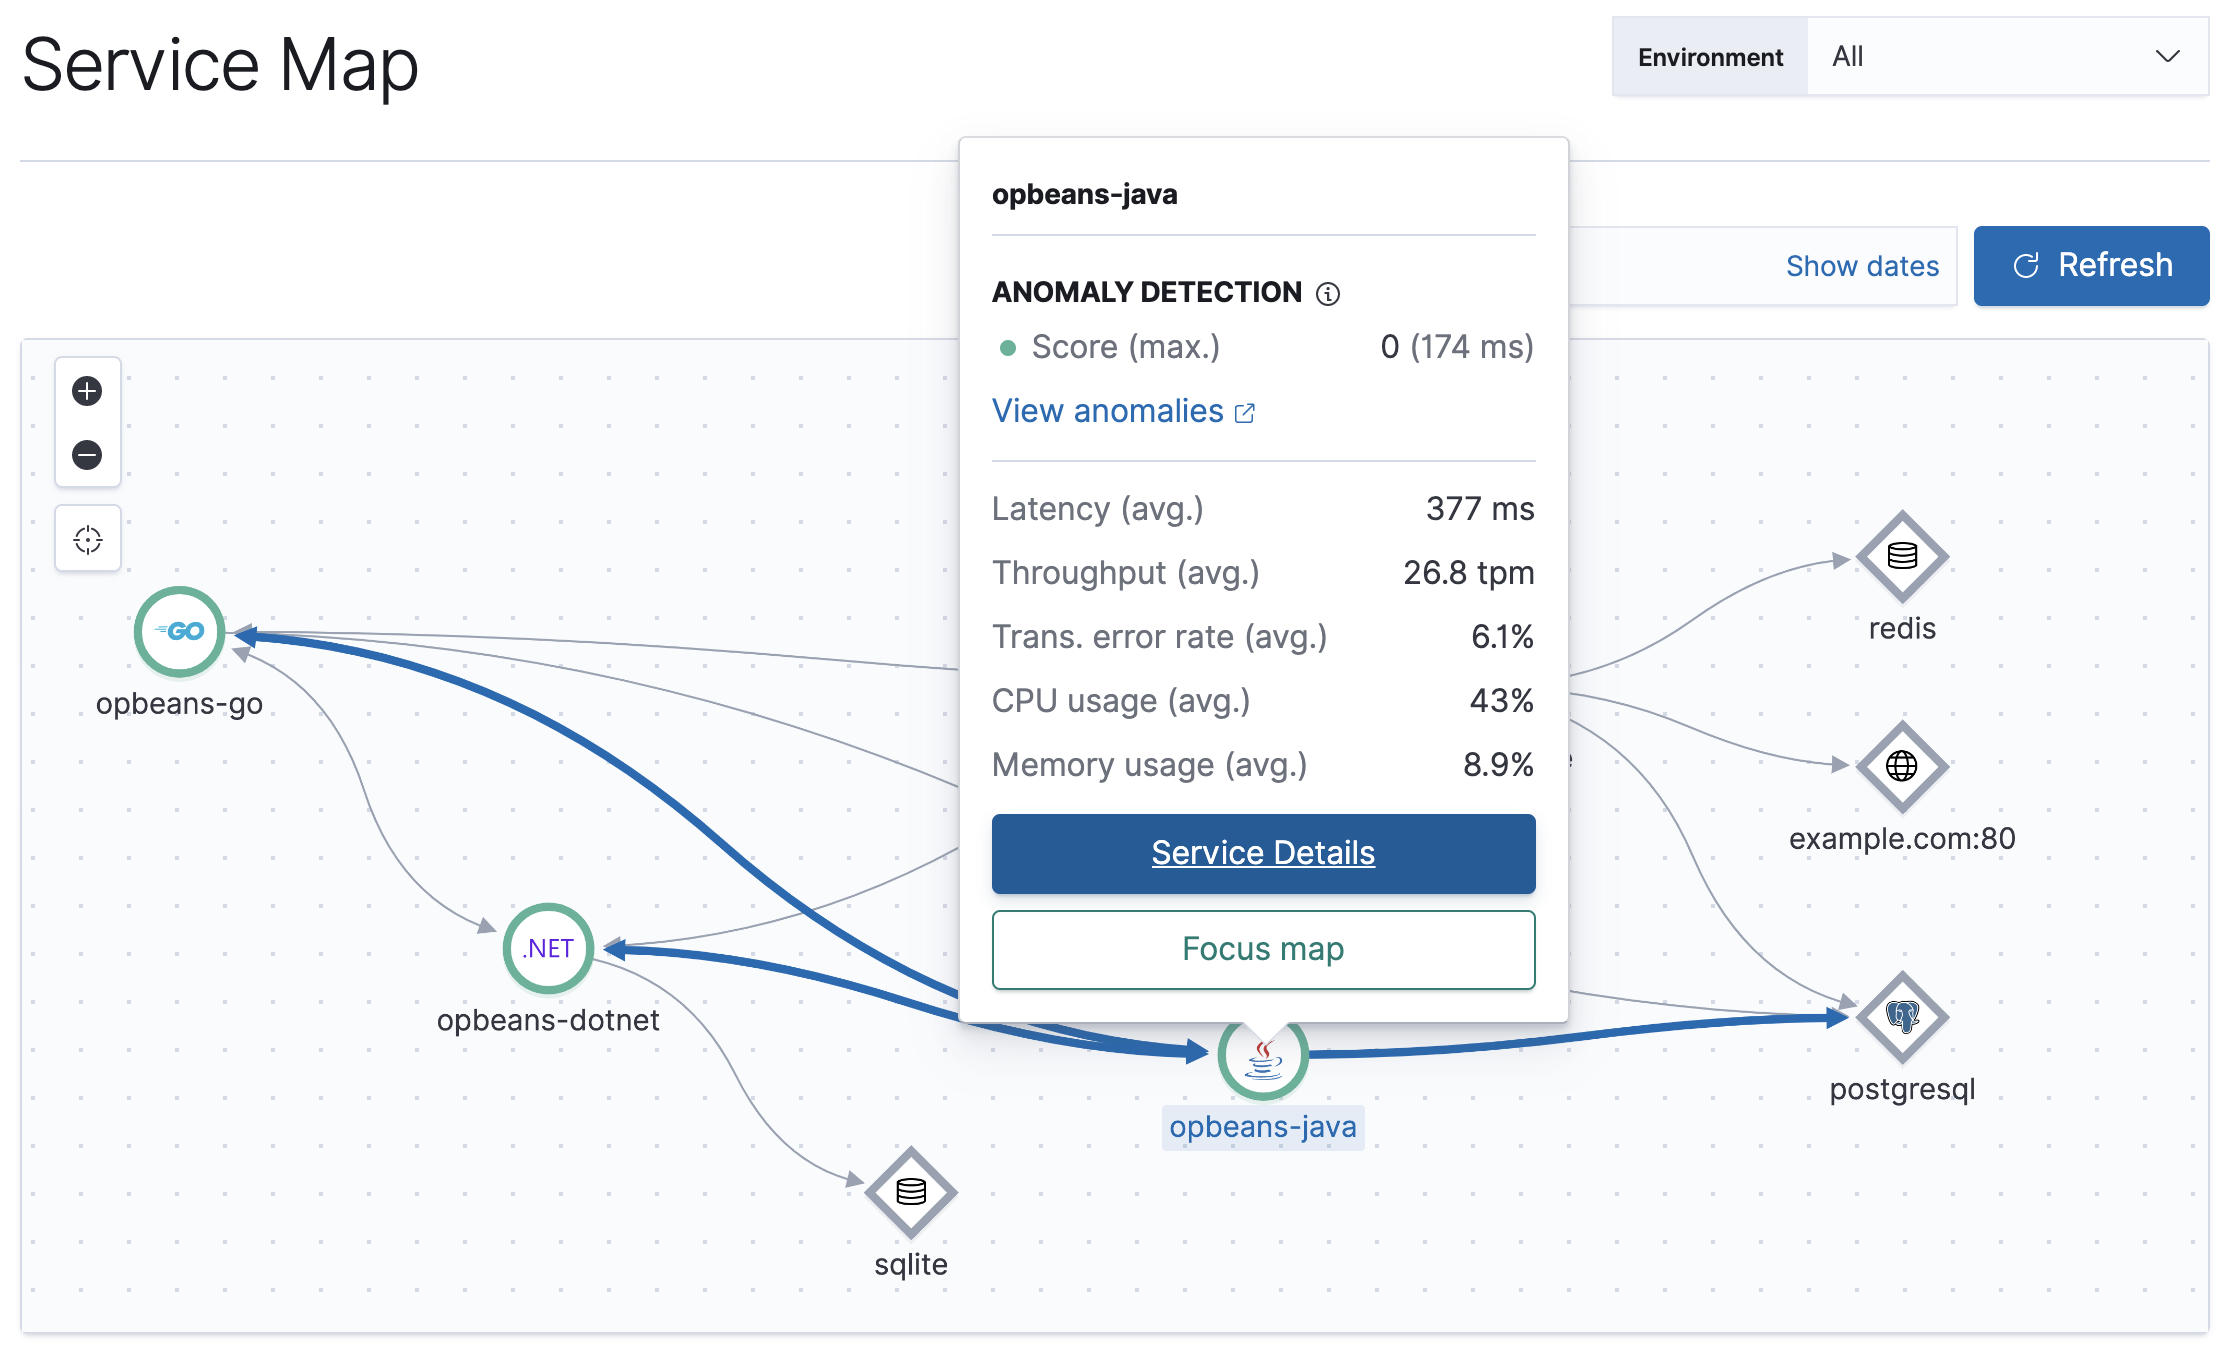 Service Map
Environment All
opbeans-java
ANOMALY DETECTION
Score (max.) 0 (174 ms)
View anomalies
Latency (avg.) 377 ms
Throughput (avg.) 26.8 tpm
Trans. error rate (avg.) 6.1%
CPU usage (avg.) 43%
Memory usage (avg.) 8.9%
Service Details
Focus map
Show dates
Refresh
GO
opbeans-go
.NET
opbeans-dotnet
sqlite
opbeans-java
redis
example.com:80
postgresql